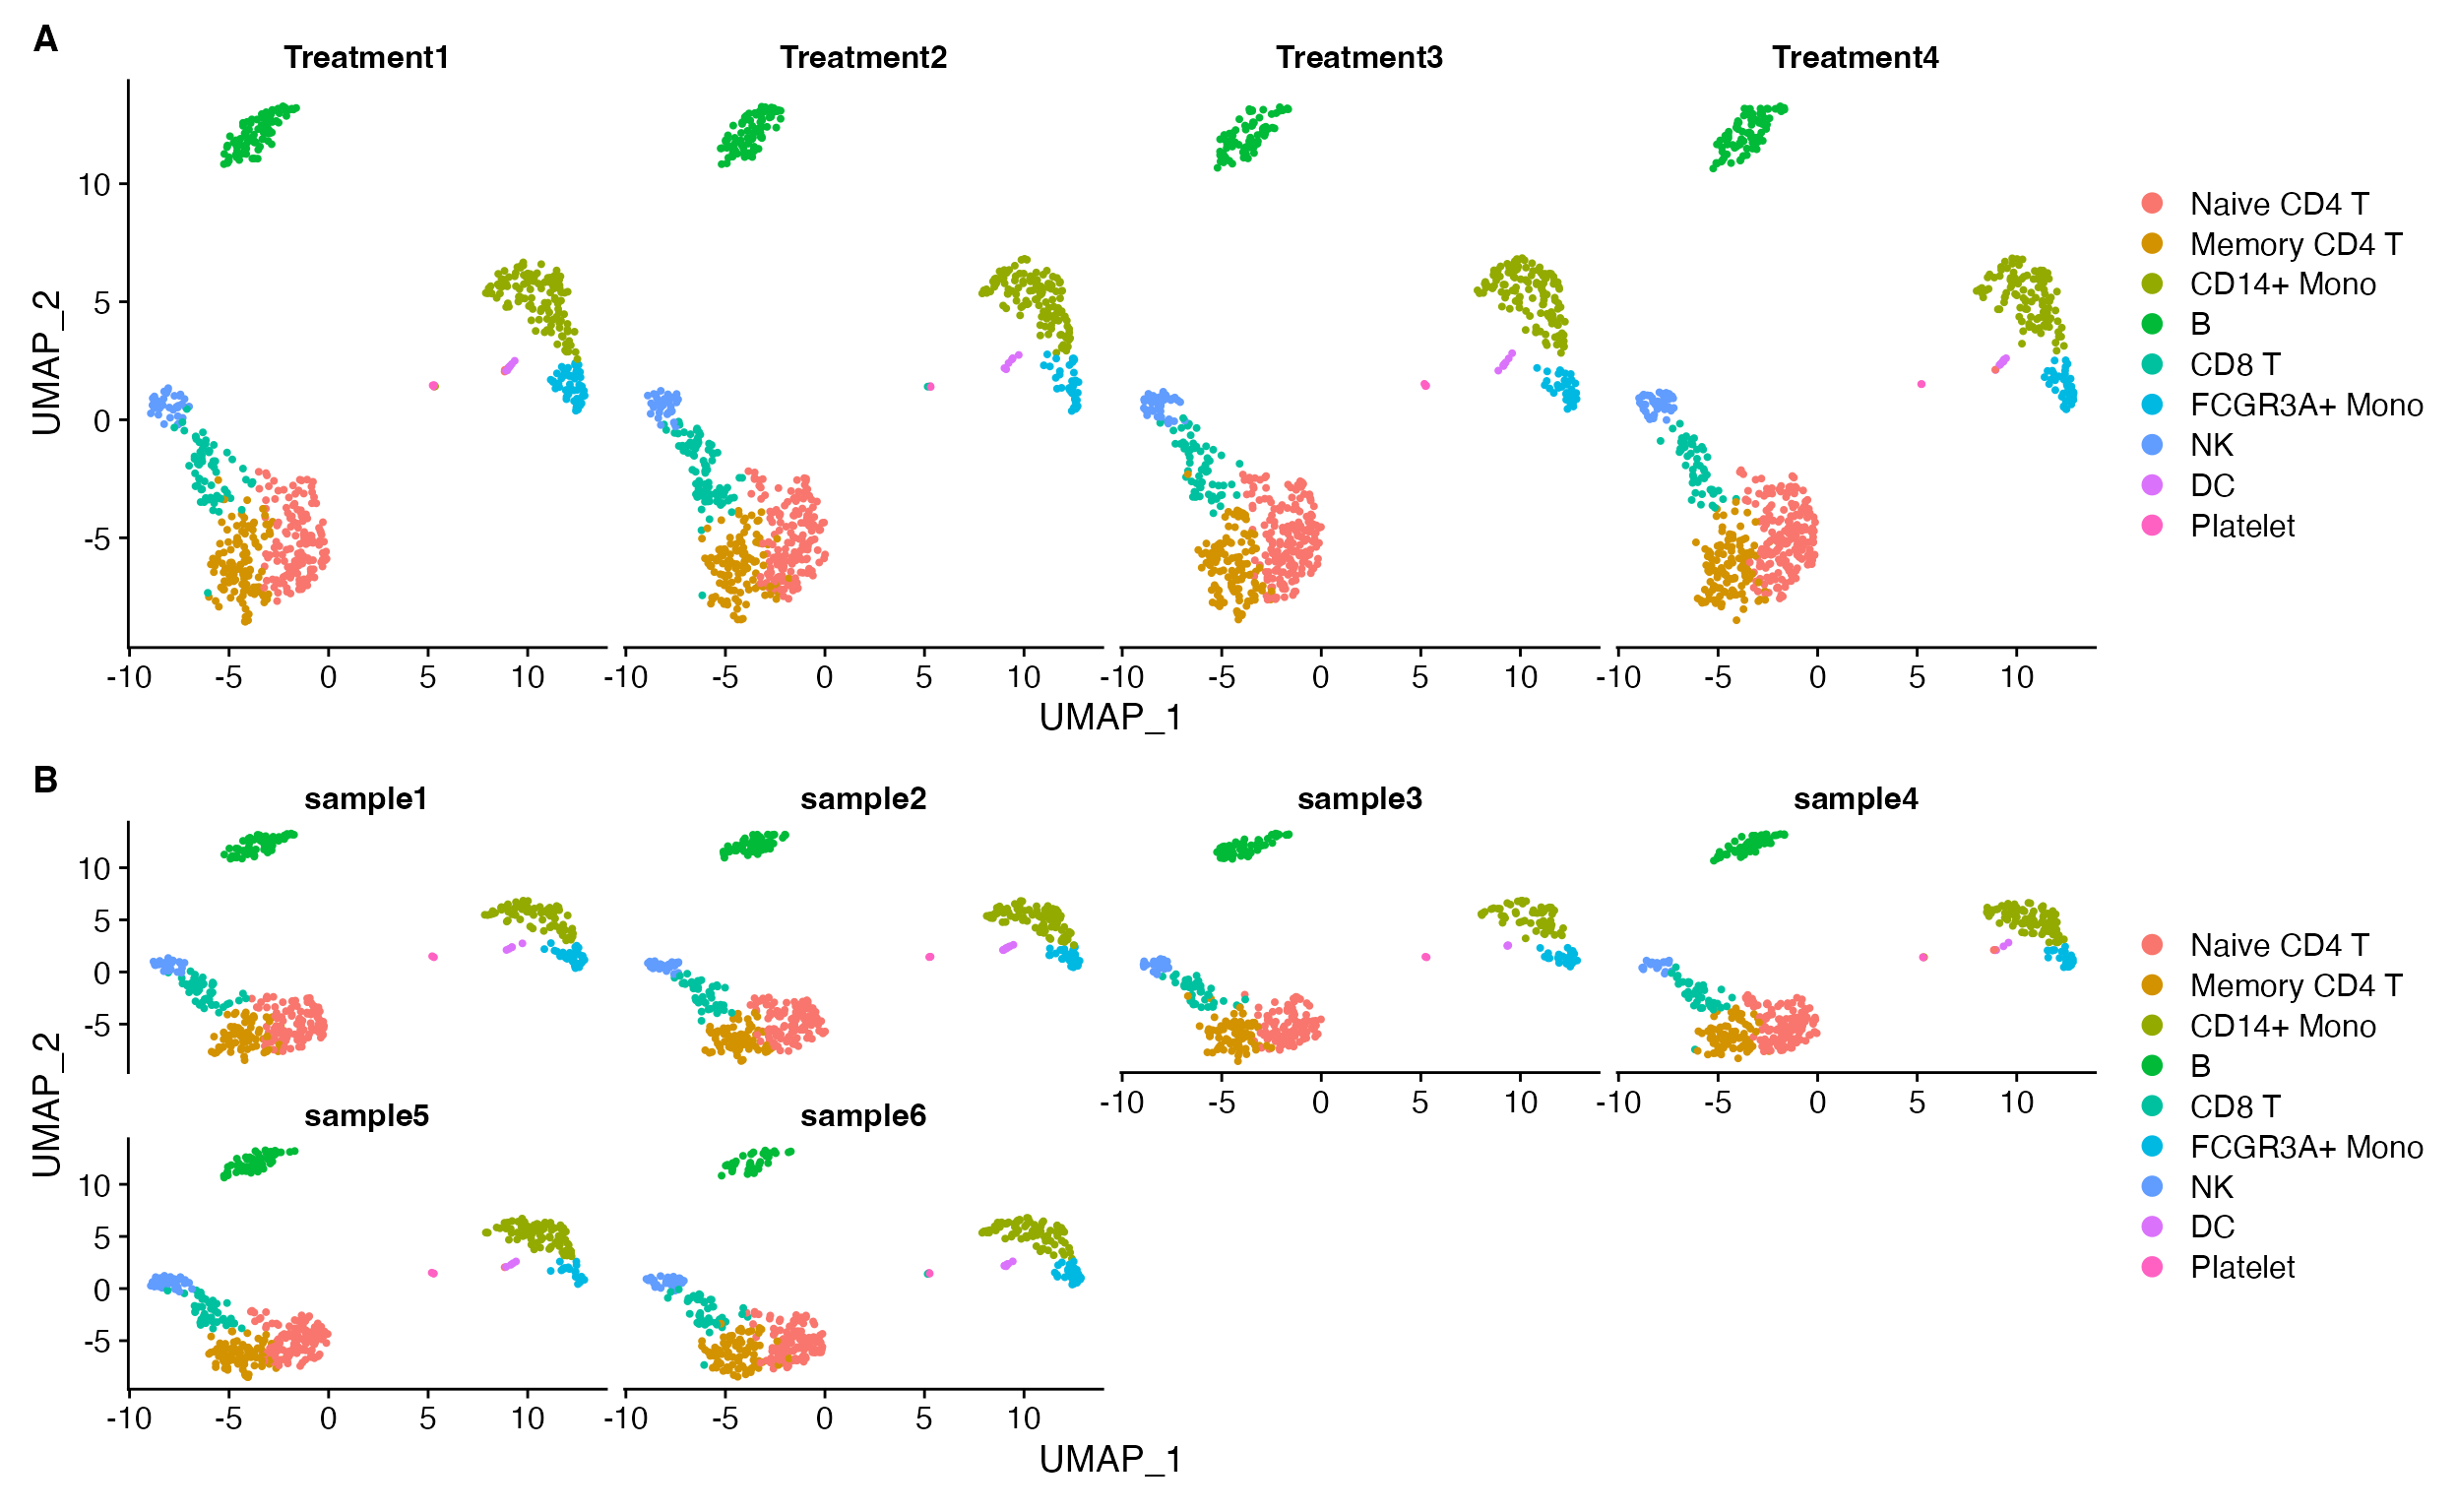 A
Treatment1 Treatment2 Treatment3 Treatment4
10
5
0
-5
UMAP_2
-10 -5 0 5 10 -10 -5 0 5 10 -10 -5 0 5 10 -10 -5 0 5 10
UMAP_1
Naive CD4 T
Memory CD4 T
CD14+ Mono
B
CD8 T
FCGR3A+ Mono
NK
DC
Platelet
B
sample1 sample2 sample3 sample4
10
5
0
-5
-10 -5 0 5 10 -10 -5 0 5 10
UMAP_2
sample5 sample6
10
5
0
-5
-10 -5 0 5 10 -10 -5 0 5 10
UMAP_1
Naive CD4 T
Memory CD4 T
CD14+ Mono
B
CD8 T
FCGR3A+ Mono
NK
DC
Platelet